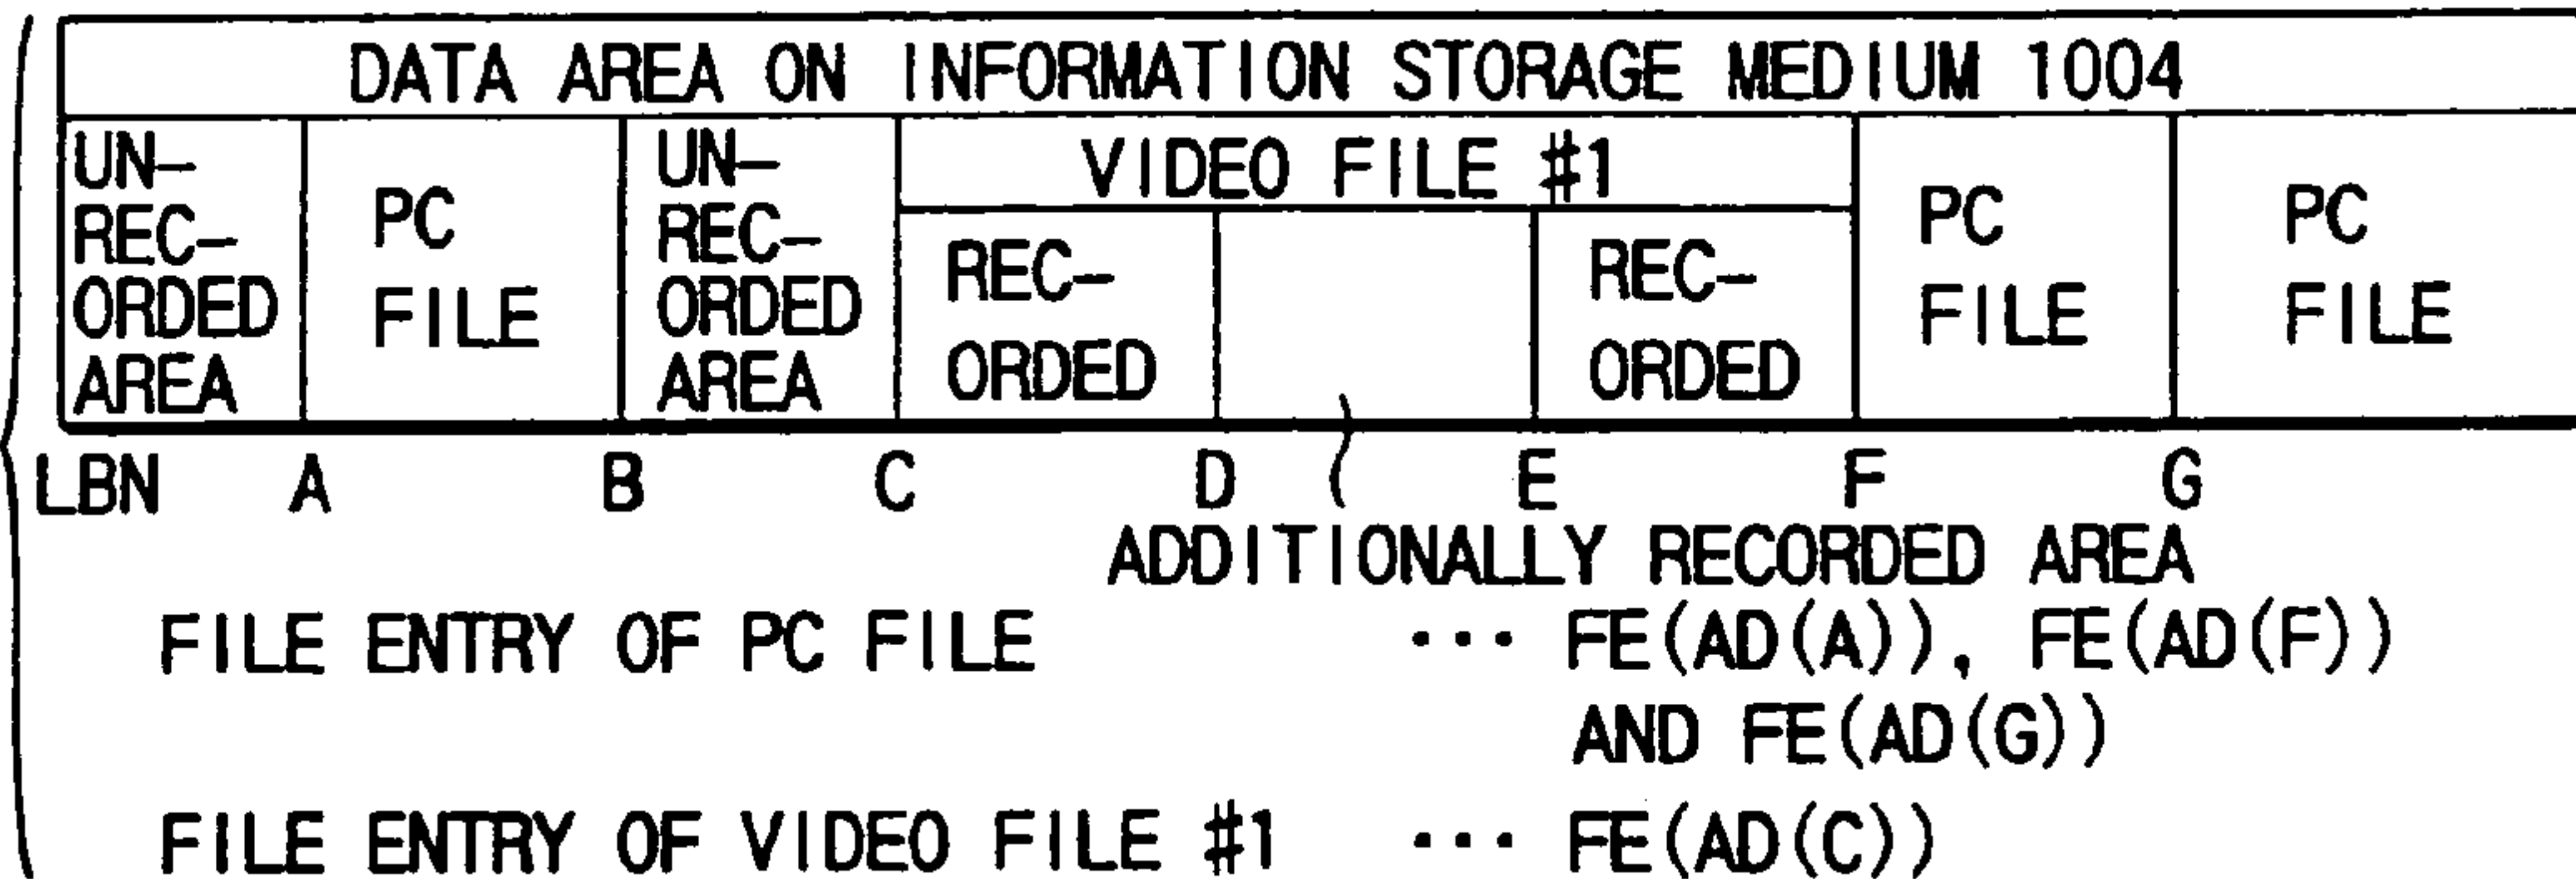 DATA AREA ON INFORMATION STORAGE MEDIUM 1004
UN-
REC-
ORDED
AREA
PC
FILE
UN-
REC-
ORDED
AREA
VIDEO FILE #1
REC-
ORDED
REC-
ORDED
PC
FILE
PC
FILE
LBN A B C D E F G
ADDITIONALLY RECORDED AREA
FILE ENTRY OF PC FILE ··· FE(AD(A)), FE(AD(F))
AND FE(AD(G))
FILE ENTRY OF VIDEO FILE #1 ··· FE(AD(C))